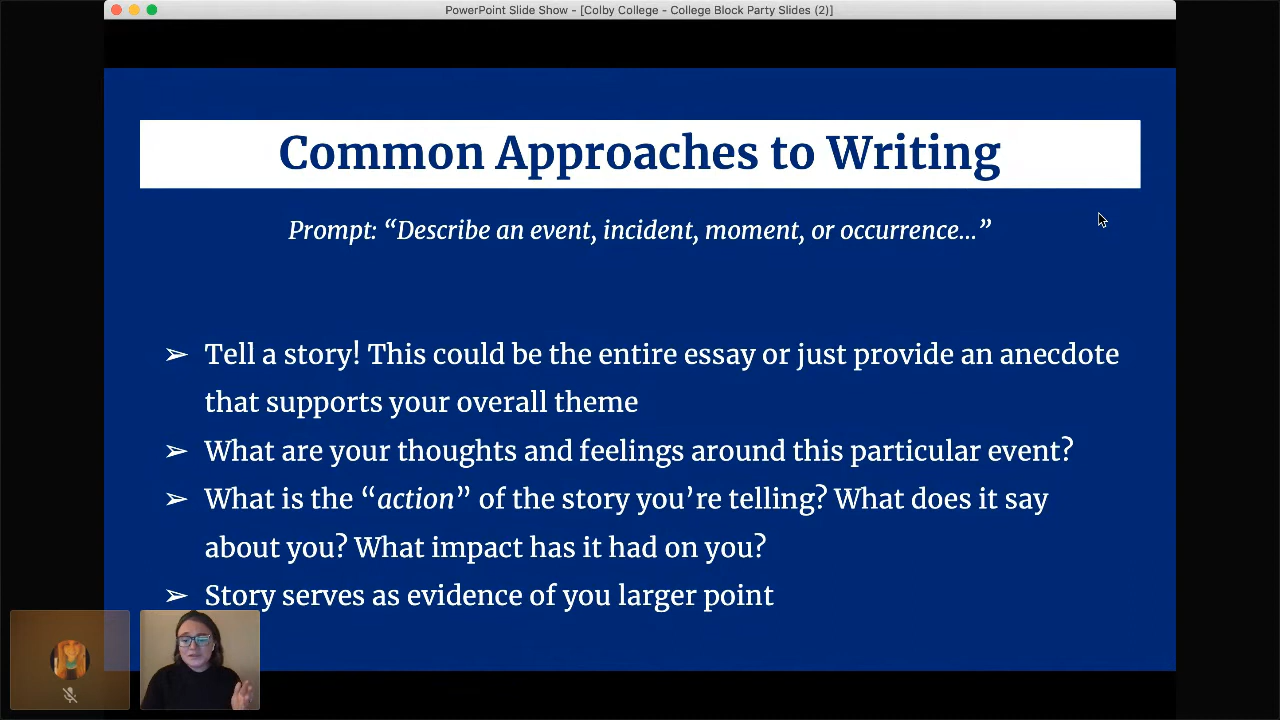 PowerPoint Slide Show - [Colby College - College Block Party Slides (2)]
Common Approaches to Writing
Prompt: “Describe an event, incident, moment, or occurrence...”
➢ Tell a story! This could be the entire essay or just provide an anecdote
that supports your overall theme
➢ What are your thoughts and feelings around this particular event?
➢ What is the “action” of the story you’re telling? What does it say
about you? What impact has it had on you?
➢ Story serves as evidence of you larger point